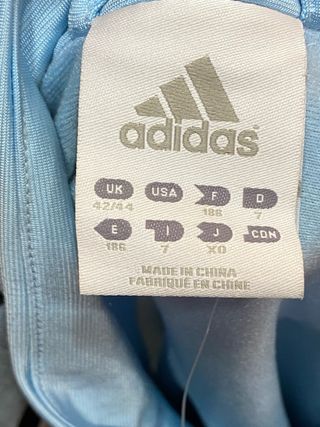 adidas
UK USA F D
42/44 186 7
E I J CDN
186 7 XO
MADE IN CHINA
FABRIQUÉ EN CHINE